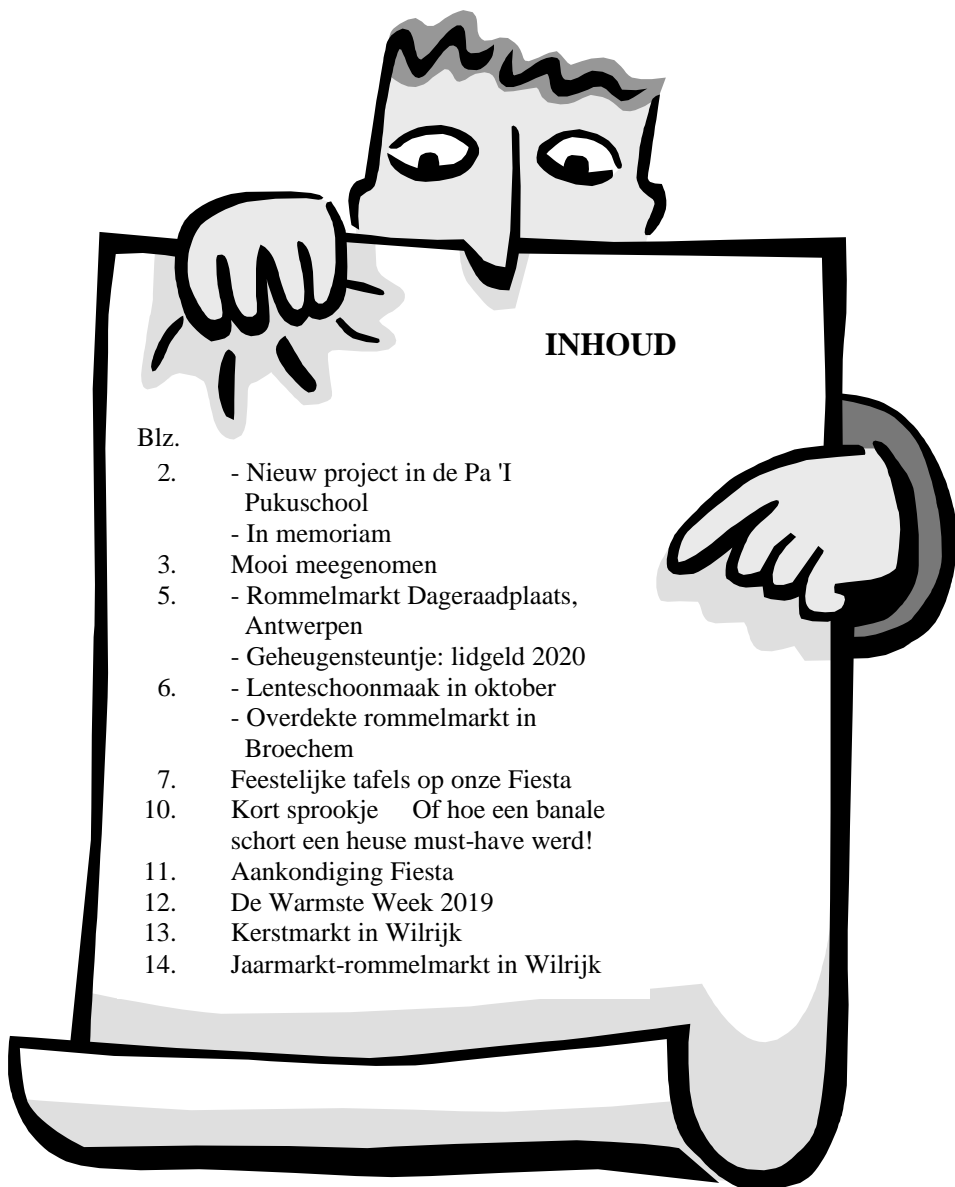 INHOUD
Blz.
2. - Nieuw project in de Pa 'I
Pukuschool
- In memoriam
3. Mooi meegenomen
5. - Rommelmarkt Dageraadplaats,
Antwerpen
- Geheugensteuntje: lidgeld 2020
6. - Lenteschoonmaak in oktober
- Overdekte rommelmarkt in
Broechem
7. Feestelijke tafels op onze Fiesta
10. Kort sprookje Of hoe een banale
schort een heuse must-have werd!
11. Aankondiging Fiesta
12. De Warmste Week 2019
13. Kerstmarkt in Wilrijk
14. Jaarmarkt-rommelmarkt in Wilrijk